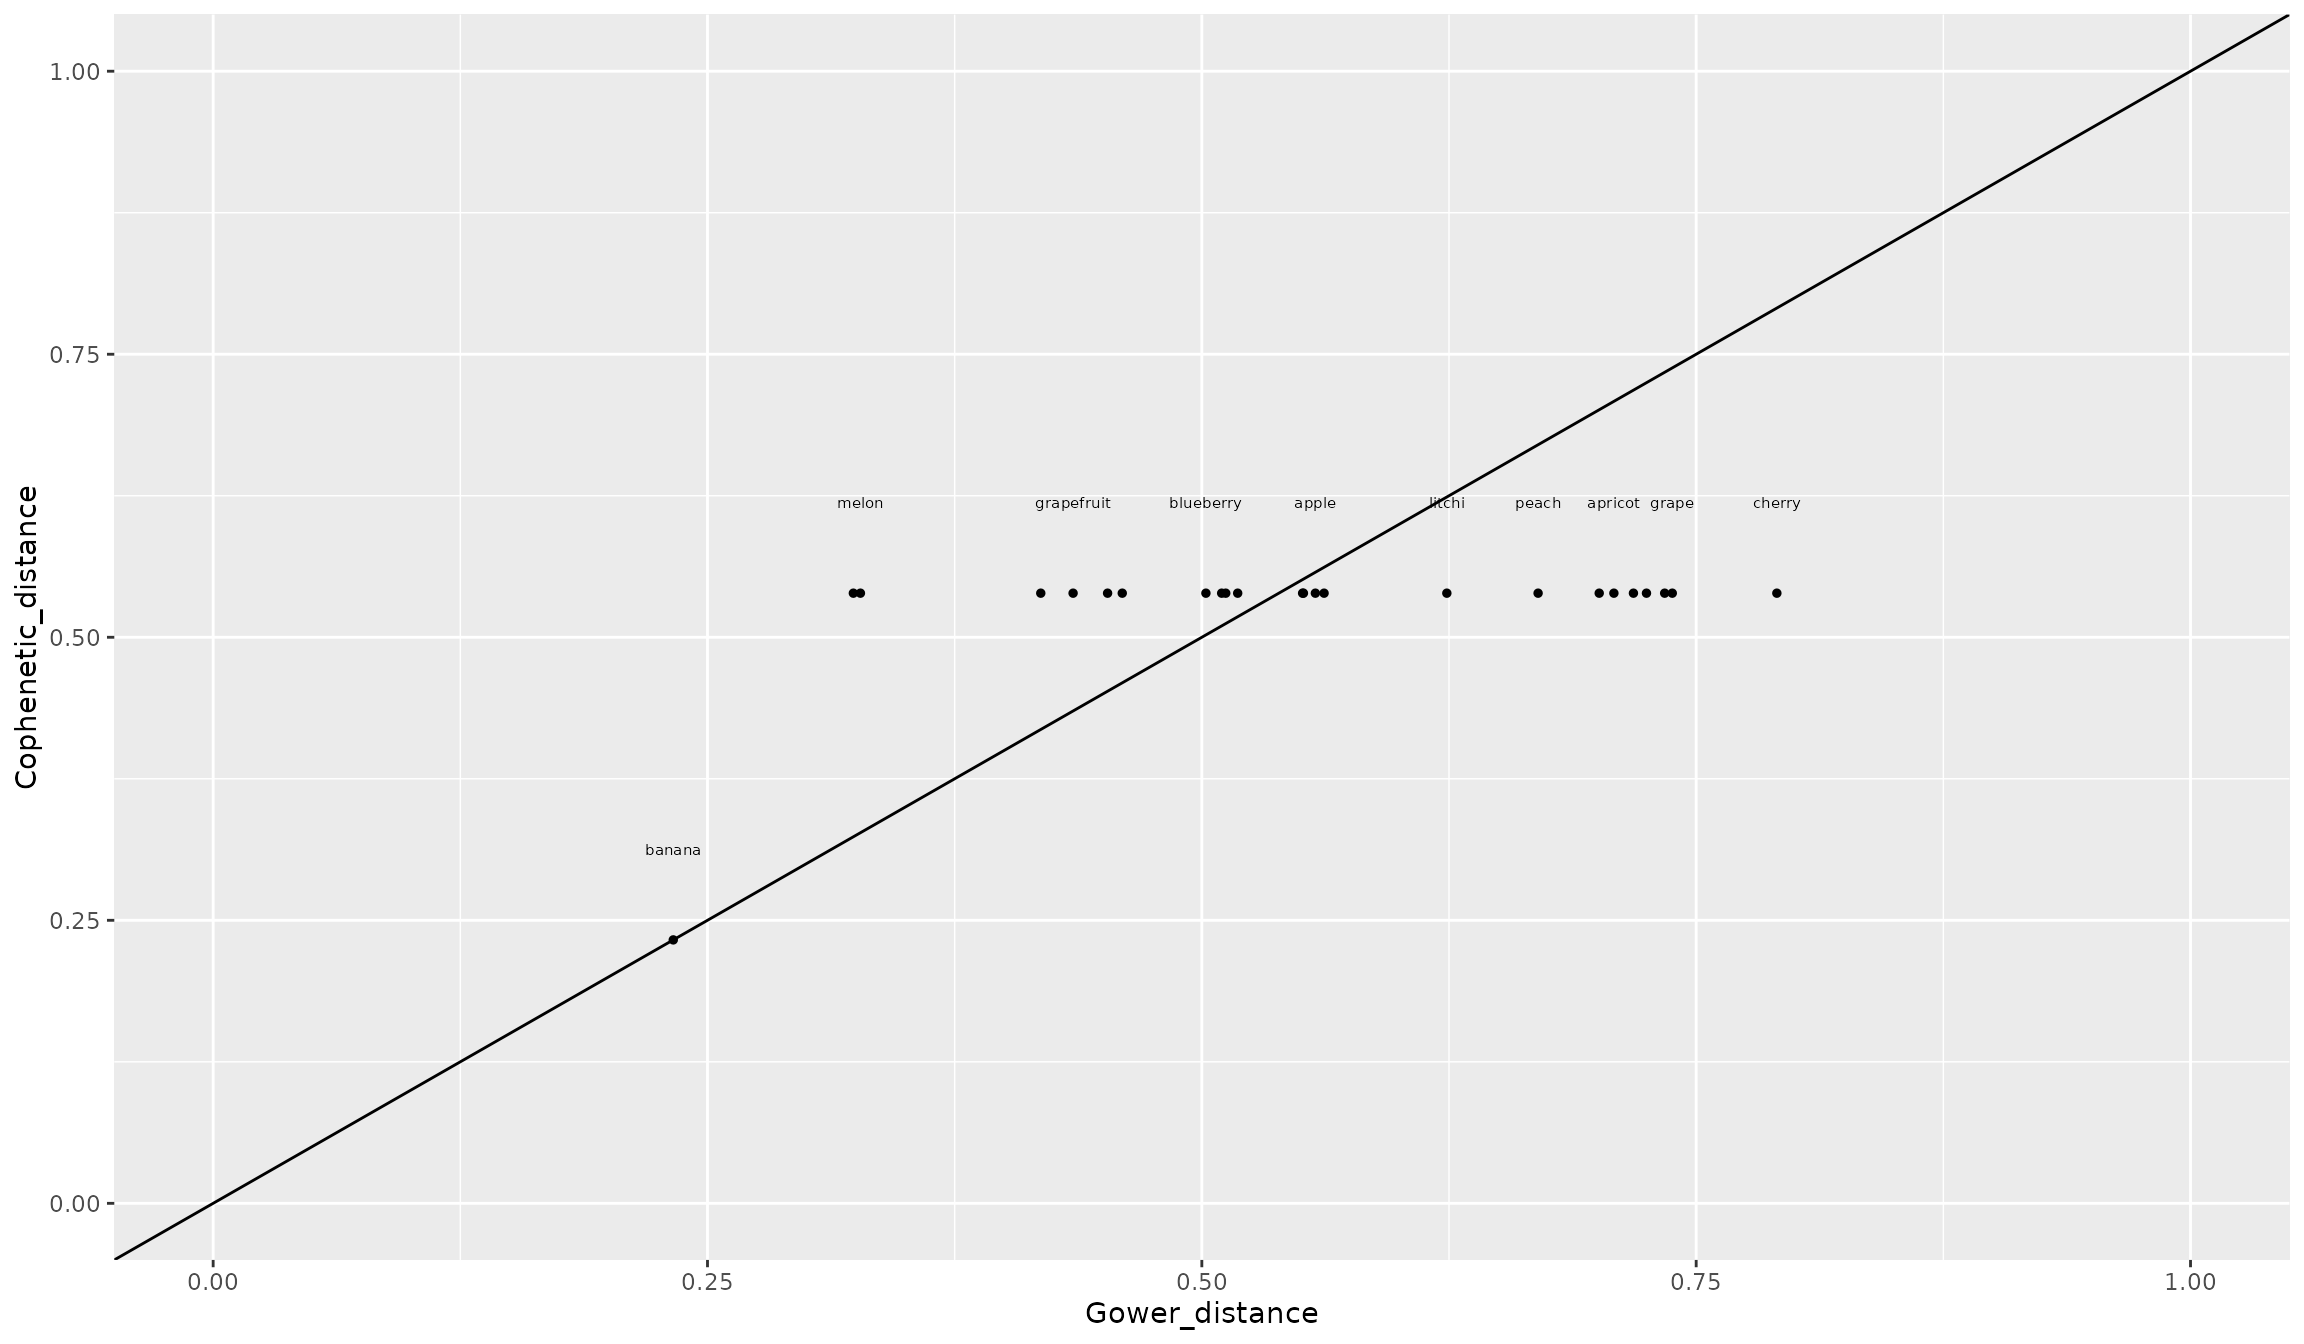 1.00
0.75
melon grapefruit blueberry apple litchi peach apricot grape cherry
0.50
banana
0.25
0.00
0.00 0.25 0.50 0.75 1.00
Gower_distance
Cophenetic_distance